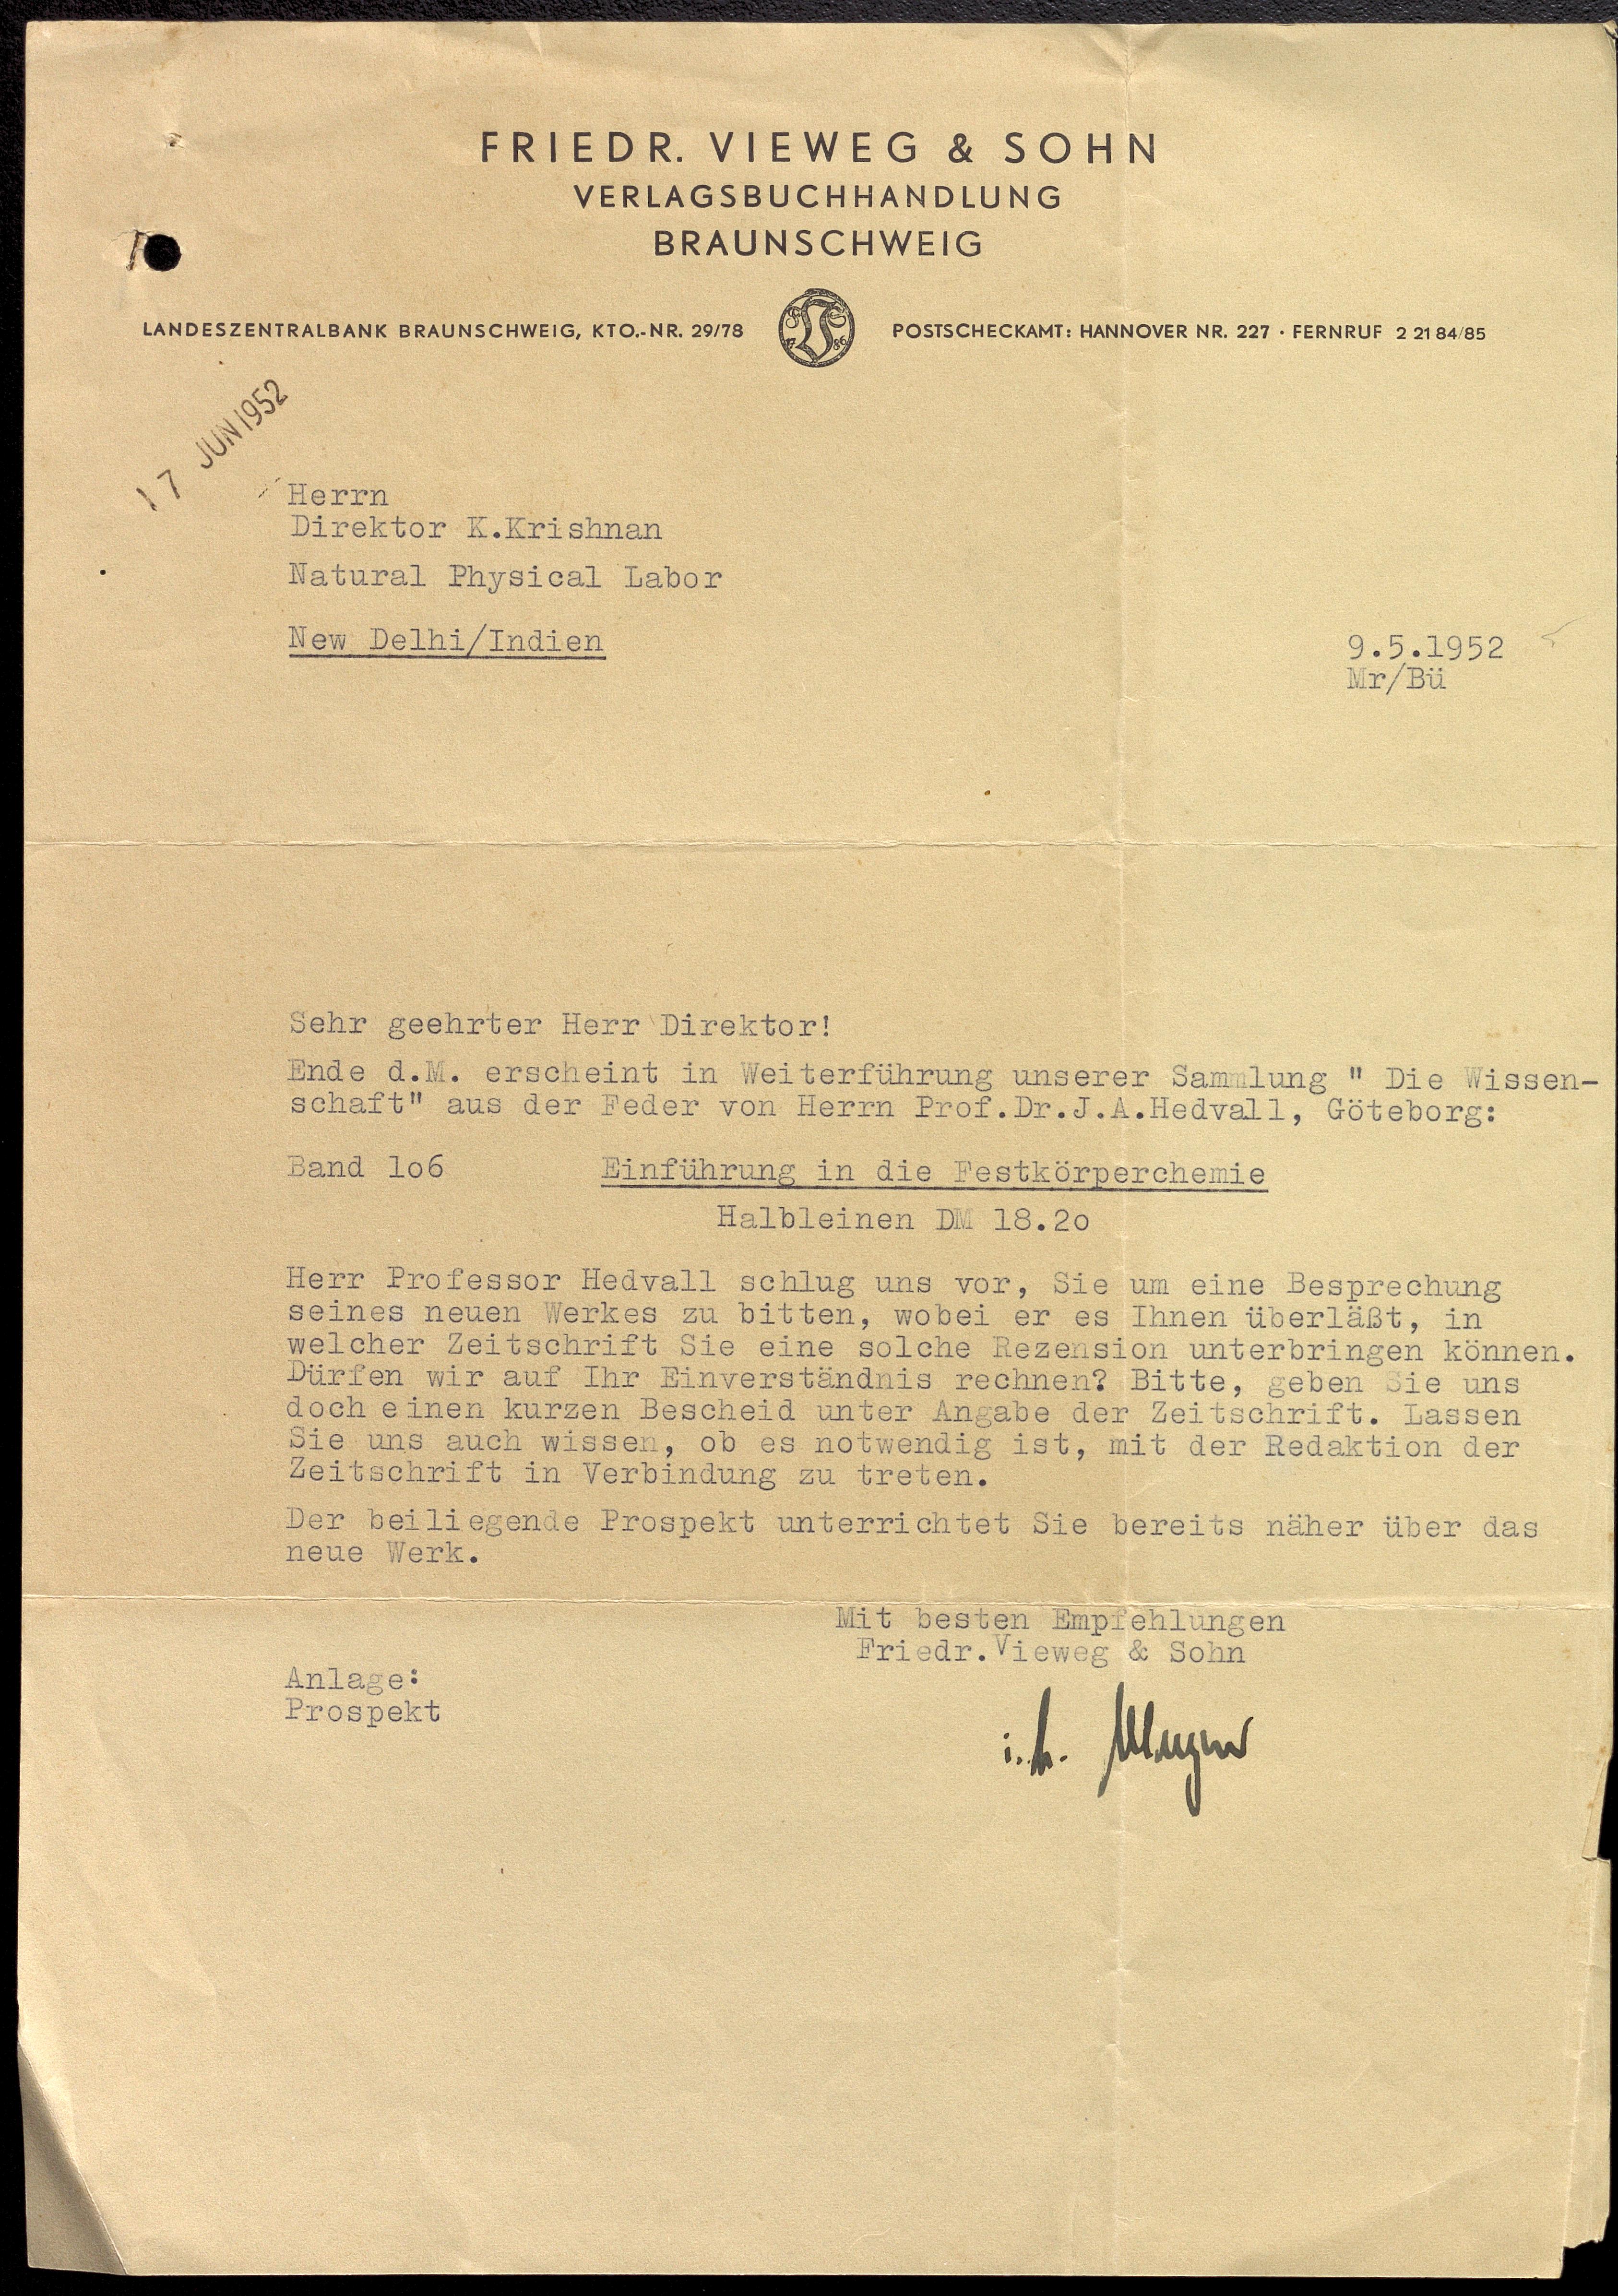 FRIEDR. VIEWEG & SOHN
VERLAGSBUCHHANDLUNG
BRAUNSCHWEIG
LANDESZENTRALBANK BRAUNSCHWEIG, KTO.-NR. 29/78
POSTSCHECKAMT: HANNOVER NR. 227 · FERNRUF 2 21 84/85
17 JUN 1952
Herrn
Direktor K.Krishnan
Natural Physical Labor
New Delhi/Indien
9.5.1952
Mr/Bü
Sehr geehrter Herr Direktor!
Ende d.M. erscheint in Weiterführung unserer Sammlung " Die Wissen-
schaft" aus der Feder von Herrn Prof.Dr.J.A.Hedvall, Göteborg:
Band 1o6 Einführung in die Festkörperchemie
Halbleinen DM 18.2o
Herr Professor Hedvall schlug uns vor, Sie um eine Besprechung
seines neuen Werkes zu bitten, wobei er es Ihnen überläßt, in
welcher Zeitschrift Sie eine solche Rezension unterbringen können.
Dürfen wir auf Ihr Einverständnis rechnen? Bitte, geben Sie uns
doch einen kurzen Bescheid unter Angabe der Zeitschrift. Lassen
Sie uns auch wissen, ob es notwendig ist, mit der Redaktion der
Zeitschrift in Verbindung zu treten.
Der beiliegende Prospekt unterrichtet Sie bereits näher über das
neue Werk.
Mit besten Empfehlungen
Friedr.Vieweg & Sohn
Anlage:
Prospekt